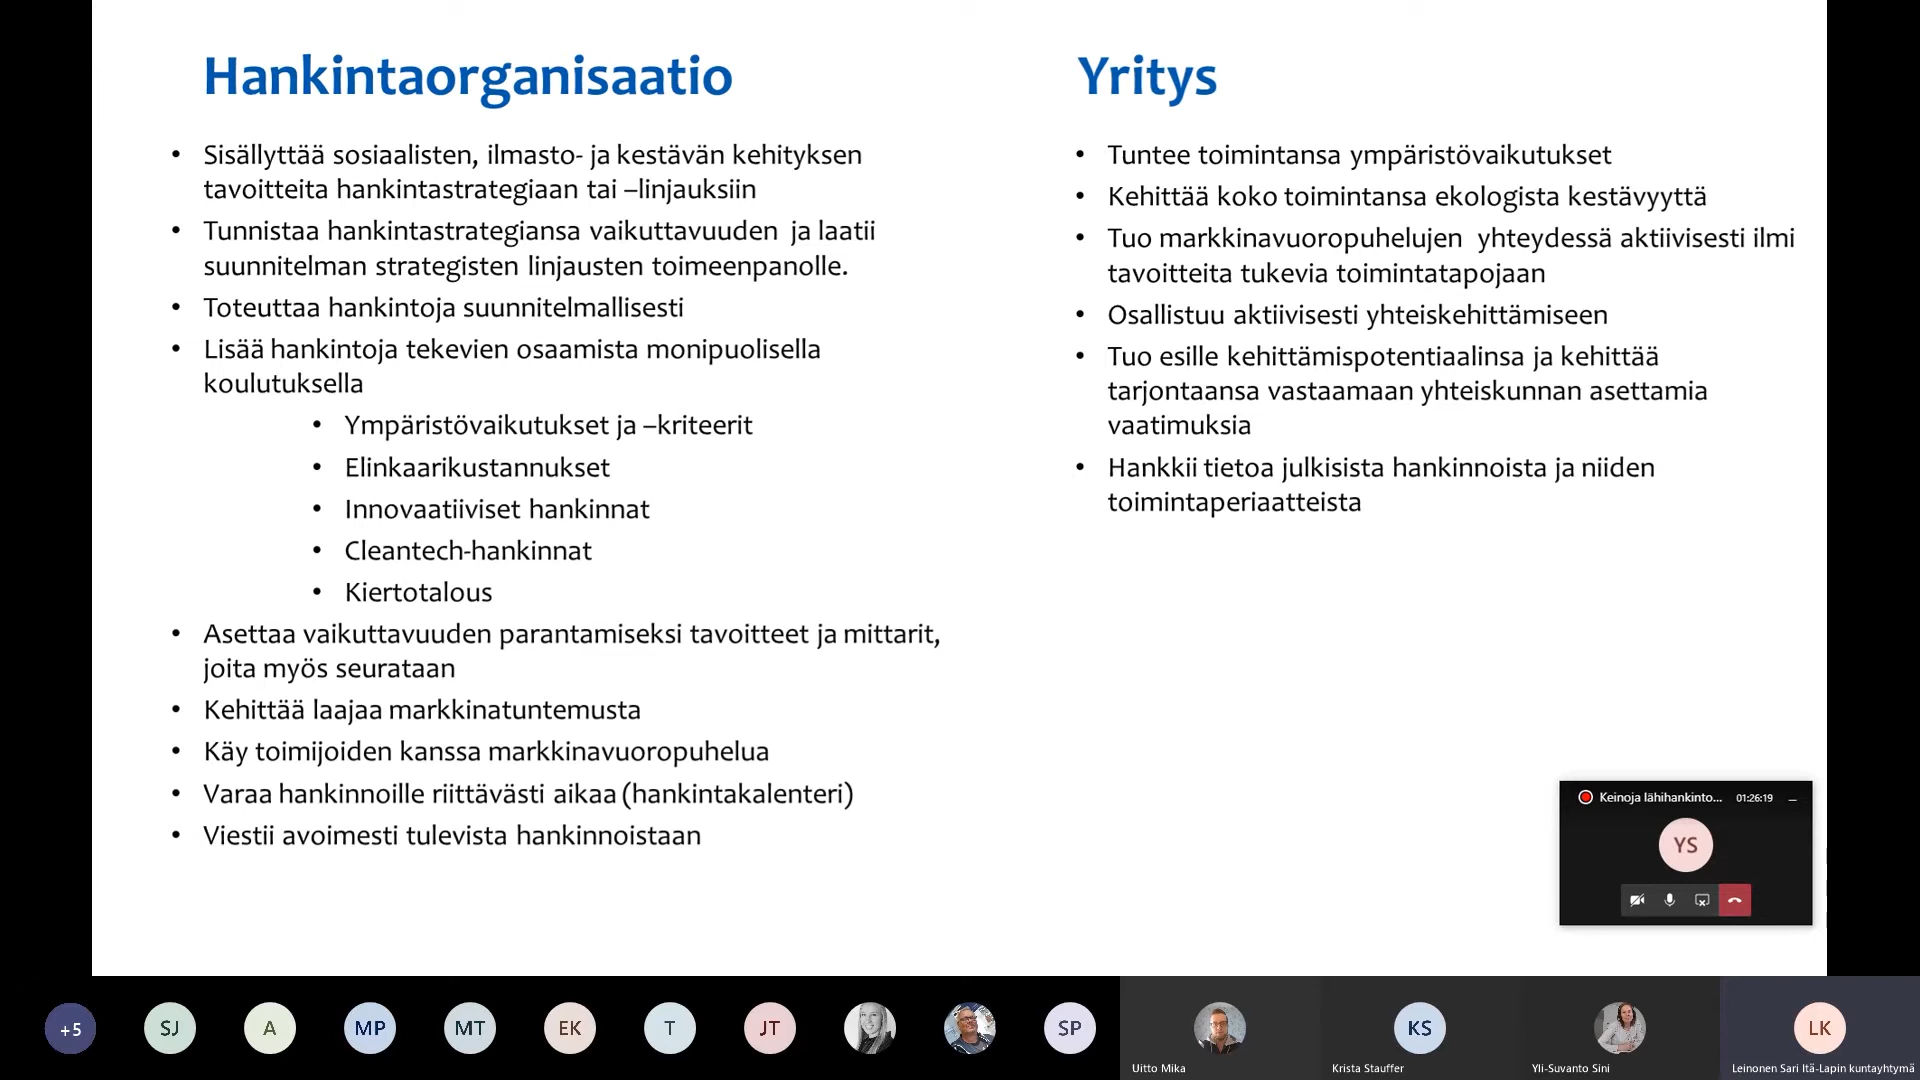 Hankintaorganisaatio
• Sisällyttää sosiaalisten, ilmasto- ja kestävän kehityksen
tavoitteita hankintastrategiaan tai –linjauksiin
• Tunnistaa hankintastrategiansa vaikuttavuuden ja laatii
suunnitelman strategisten linjausten toimeenpanolle.
• Toteuttaa hankintoja suunnitelmallisesti
• Lisää hankintoja tekevien osaamista monipuolisella
koulutuksella
• Ympäristövaikutukset ja –kriteerit
• Elinkaarikustannukset
• Innovaatiiviset hankinnat
• Cleantech-hankinnat
• Kiertotalous
• Asettaa vaikuttavuuden parantamiseksi tavoitteet ja mittarit,
joita myös seurataan
• Kehittää laajaa markkinatuntemusta
• Käy toimijoiden kanssa markkinavuoropuhelua
• Varaa hankinnoille riittävästi aikaa (hankintakalenteri)
• Viestii avoimesti tulevista hankinnoistaan
Yritys
• Tuntee toimintansa ympäristövaikutukset
• Kehittää koko toimintansa ekologista kestävyyttä
• Tuo markkinavuoropuhelujen yhteydessä aktiivisesti ilmi
tavoitteita tukevia toimintatapojaan
• Osallistuu aktiivisesti yhteiskehittämiseen
• Tuo esille kehittämispotentiaalinsa ja kehittää
tarjontaansa vastaamaan yhteiskunnan asettamia
vaatimuksia
• Hankkii tietoa julkisista hankinnoista ja niiden
toimintaperiaatteista
Keinoja lähihankinto... 01:26:19
YS
+5 SJ A MP MT EK T JT SP KS LK
Uitto Mika Krista Stauffer Yli-Suvanto Sini Leinonen Sari Itä-Lapin kuntayhtymä